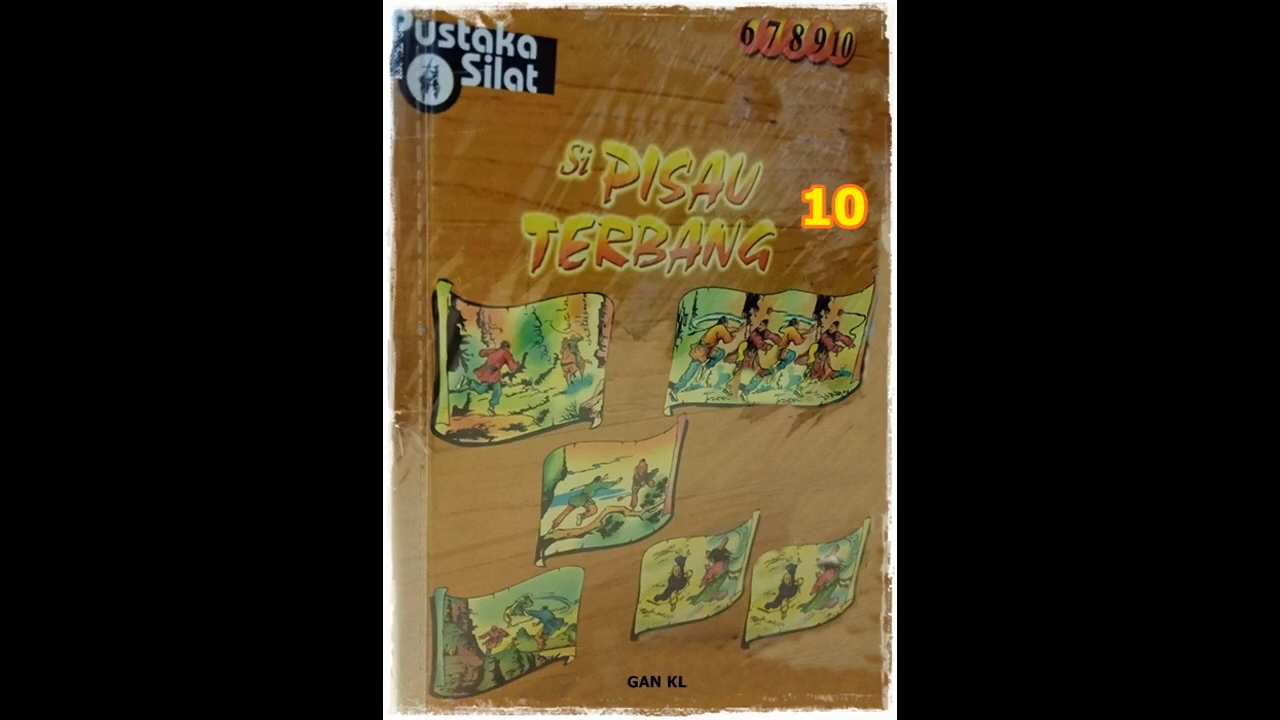 Pustaka
Silat
6 7 8 9 10
Si PISAU
TERBANG
10
GAN KL